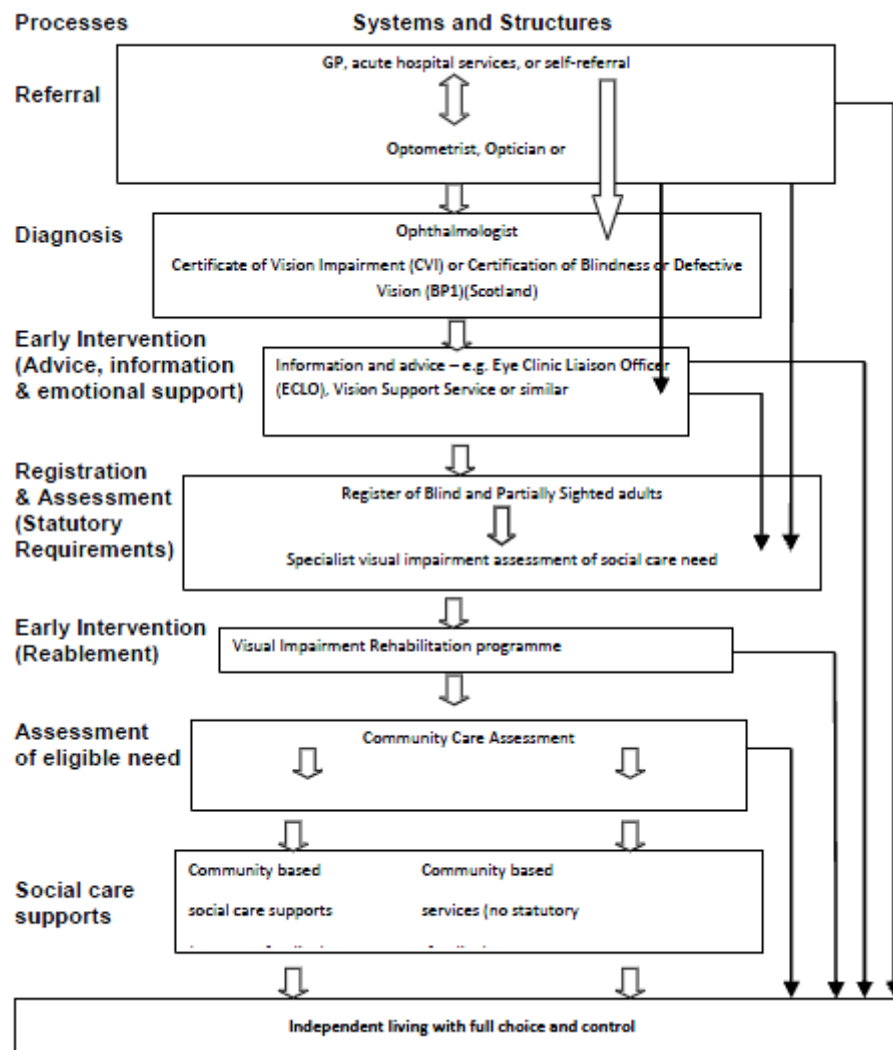 Processes
Systems and Structures
Referral
GP, acute hospital services, or self-referral
Optometrist, Optician or
Diagnosis
Ophthalmologist
Certificate of Vision Impairment (CVI) or Certification of Blindness or Defective
Vision (BP1)(Scotland)
Early Intervention
(Advice, information
& emotional support)
Information and advice – e.g. Eye Clinic Liaison Officer
(ECLO), Vision Support Service or similar
Registration
& Assessment
(Statutory
Requirements)
Register of Blind and Partially Sighted adults
Specialist visual impairment assessment of social care need
Early Intervention
(Reablement)
Visual Impairment Rehabilitation programme
Assessment
of eligible need
Community Care Assessment
Social care
supports
Community based
social care supports
Community based
services (no statutory
Independent living with full choice and control